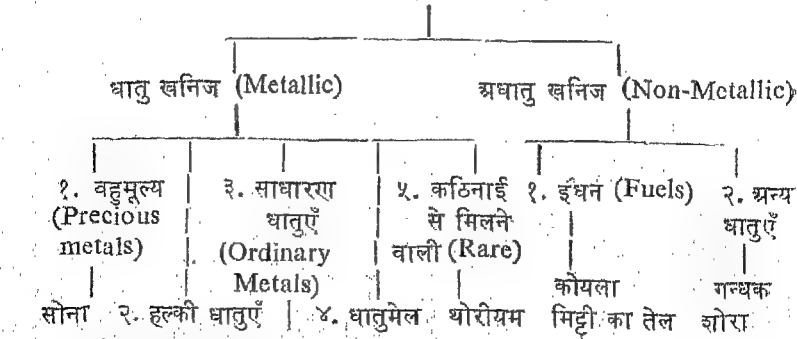 धातु खनिज (Metallic) अधातु खनिज (Non-Metallic)
१. वहुमूल्य ३. साधारण ५. कठिनाई १. इंधन (Fuels) २. अन्य
(Precious धातुएँ से मिलने धातुएँ
metals) (Ordinary वाली (Rare)
Metals) कोयला गन्धक
सोना २. हल्की धातुएँ ४. धातुमेल थोरीयम मिट्टी का तेल शोरा